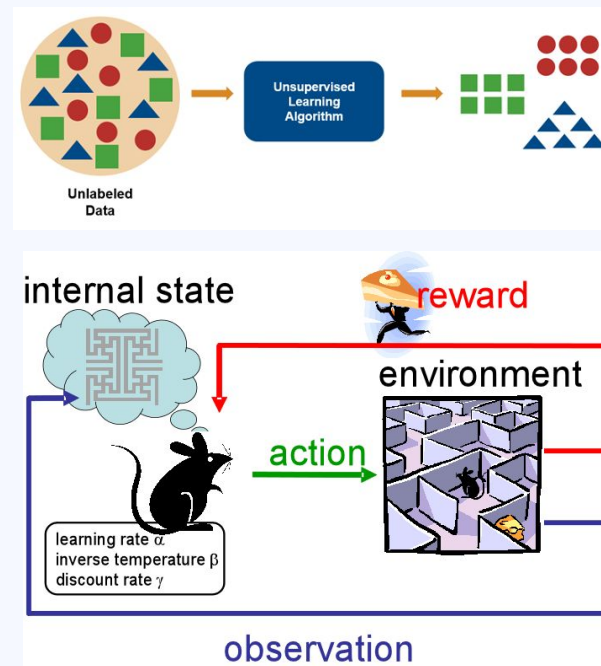 Unlabeled
Data
Unsupervised
Learning
Algorithm
internal state
reward
environment
action
learning rate α
inverse temperature β
discount rate γ
observation